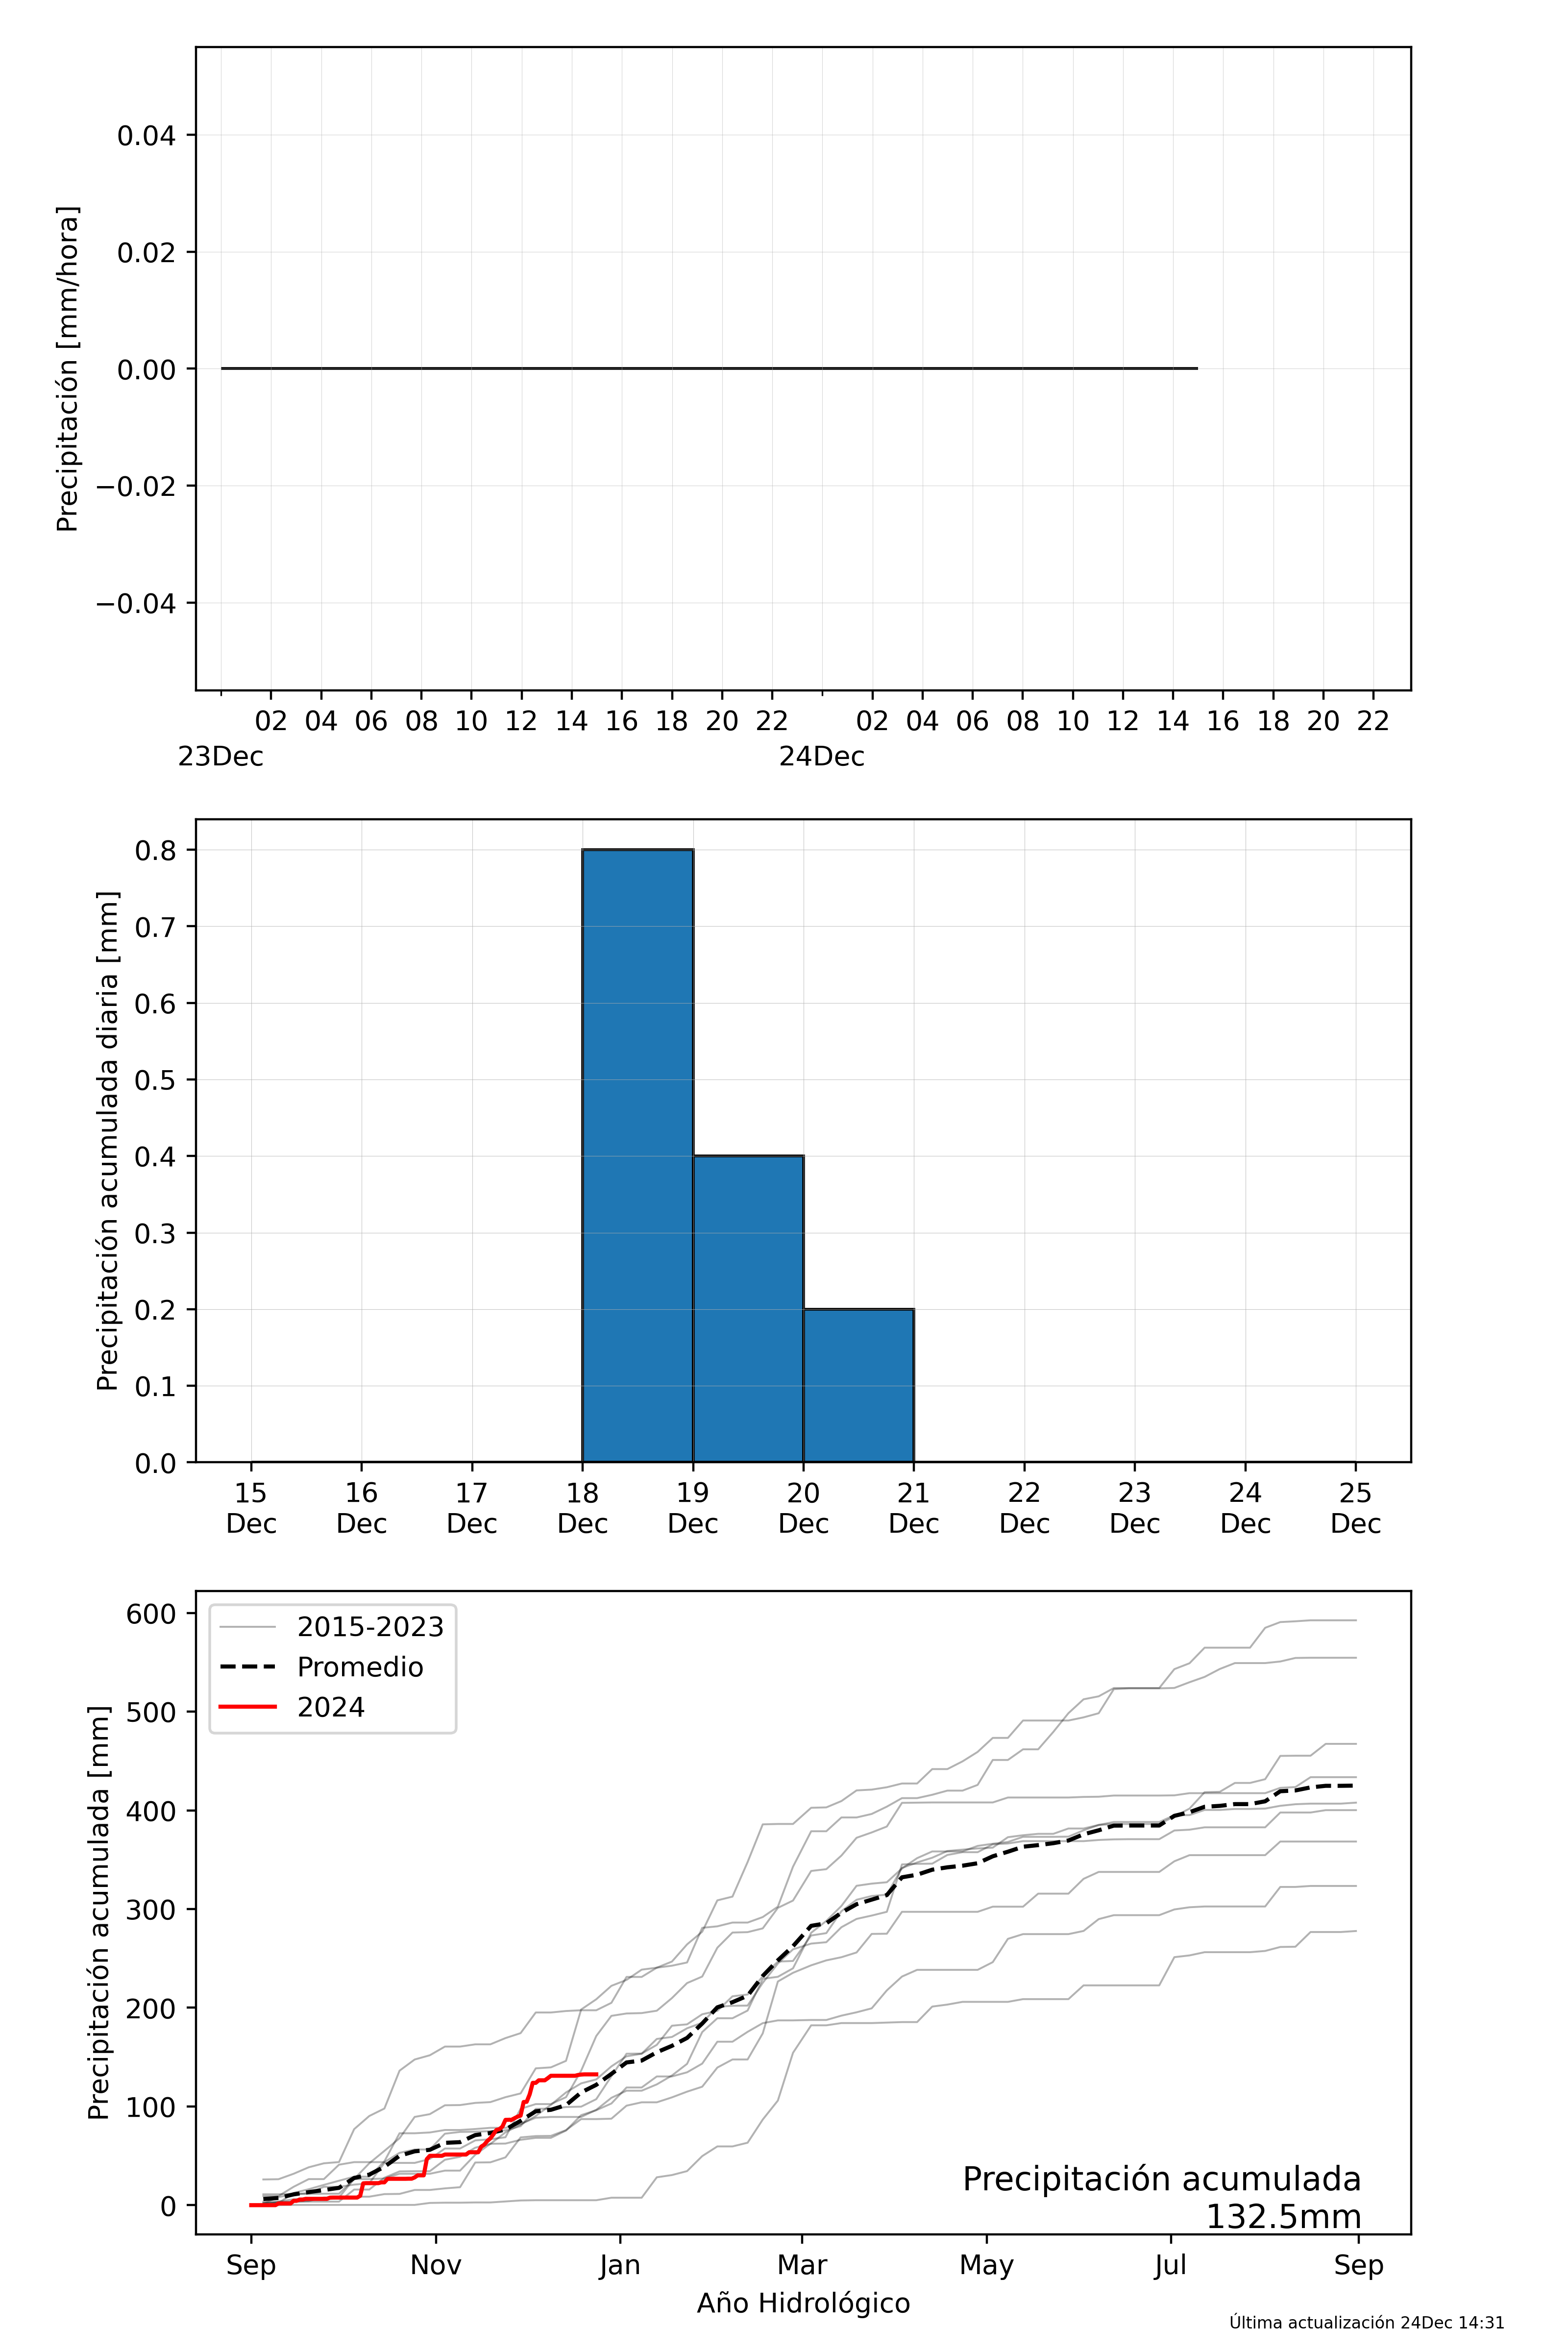 Precipitación [mm/hora]
0.04
0.02
0.00
−0.02
−0.04
02 04 06 08 10 12 14 16 18 20 22 02 04 06 08 10 12 14 16 18 20 22
23Dec 24Dec
Precipitación acumulada diaria [mm]
0.8
0.7
0.6
0.5
0.4
0.3
0.2
0.1
0.0
15 16 17 18 19 20 21 22 23 24 25
Dec Dec Dec Dec Dec Dec Dec Dec Dec Dec Dec
Precipitación acumulada [mm]
600
500
400
300
200
100
0
2015-2023
Promedio
2024
Precipitación acumulada
132.5mm
Sep Nov Jan Mar May Jul Sep
Año Hidrológico
Última actualización 24Dec 14:31